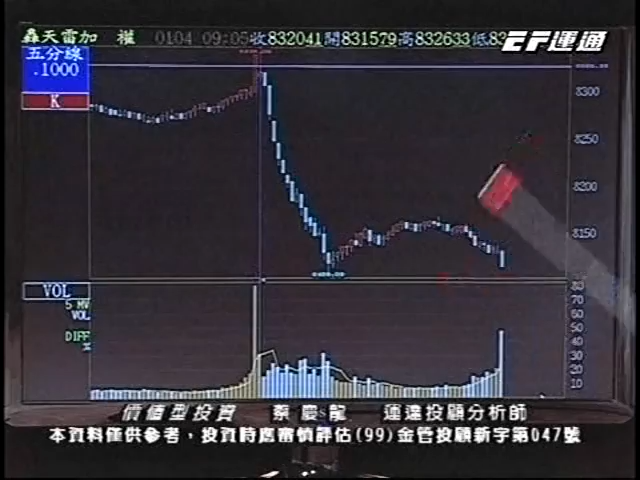 轟天雷加 權 0104 09:05收832041開831579高832633低82
EF運通
五分線
.1000
K
8300
8250
8200
8150
VOL
5 MV
VOL
DIFF
80
70
60
50
40
30
20
10
價值型投資 蔡慶龍 運達投顧分析師
本資料僅供參考，投資時應審慎評估(99)金管投顧新字第047號